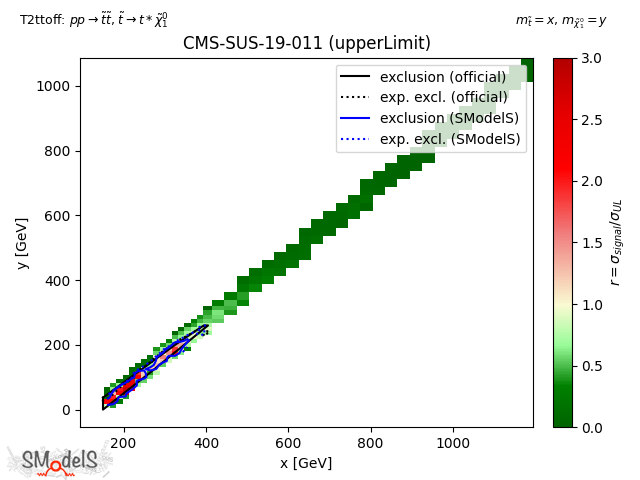 T2ttoff: pp → t̃t̃, t̃ → t * χ̃₁⁰
m_t̃ = x, m_χ̃₁⁰ = y
CMS-SUS-19-011 (upperLimit)
exclusion (official)
exp. excl. (official)
exclusion (SModelS)
exp. excl. (SModelS)
y [GeV]
1000
800
600
400
200
0
200
400
600
800
1000
x [GeV]
3.0
2.5
2.0
1.5
1.0
0.5
0.0
r = σ_signal/σ_UL
SModelS